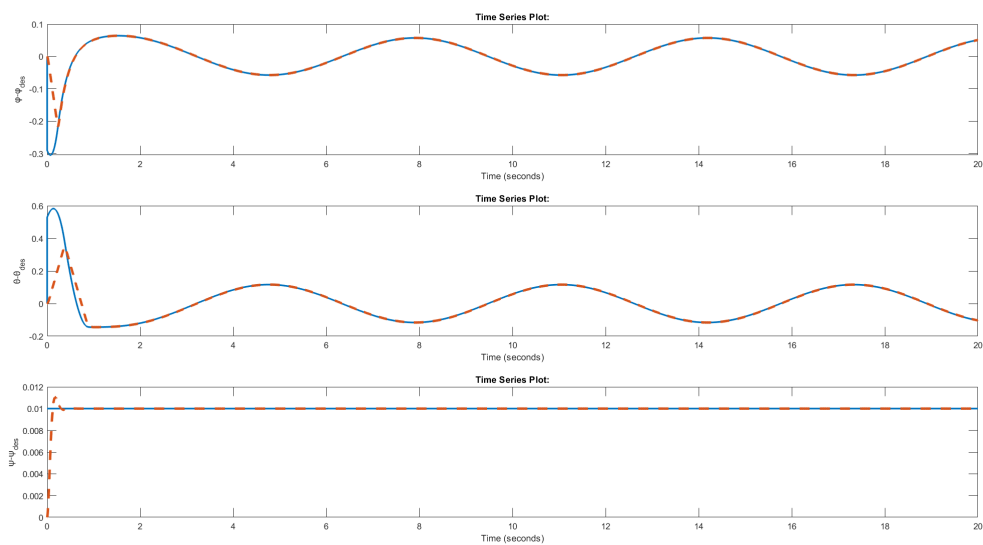 Time Series Plot:
0.1
0
-0.1
-0.2
-0.3
φ-φ_des
0 2 4 6 8 10 12 14 16 18 20
Time (seconds)
Time Series Plot:
0.6
0.4
0.2
0
-0.2
θ-θ_des
0 2 4 6 8 10 12 14 16 18 20
Time (seconds)
Time Series Plot:
0.012
0.01
0.008
0.006
0.004
0.002
0
ψ-ψ_des
0 2 4 6 8 10 12 14 16 18 20
Time (seconds)